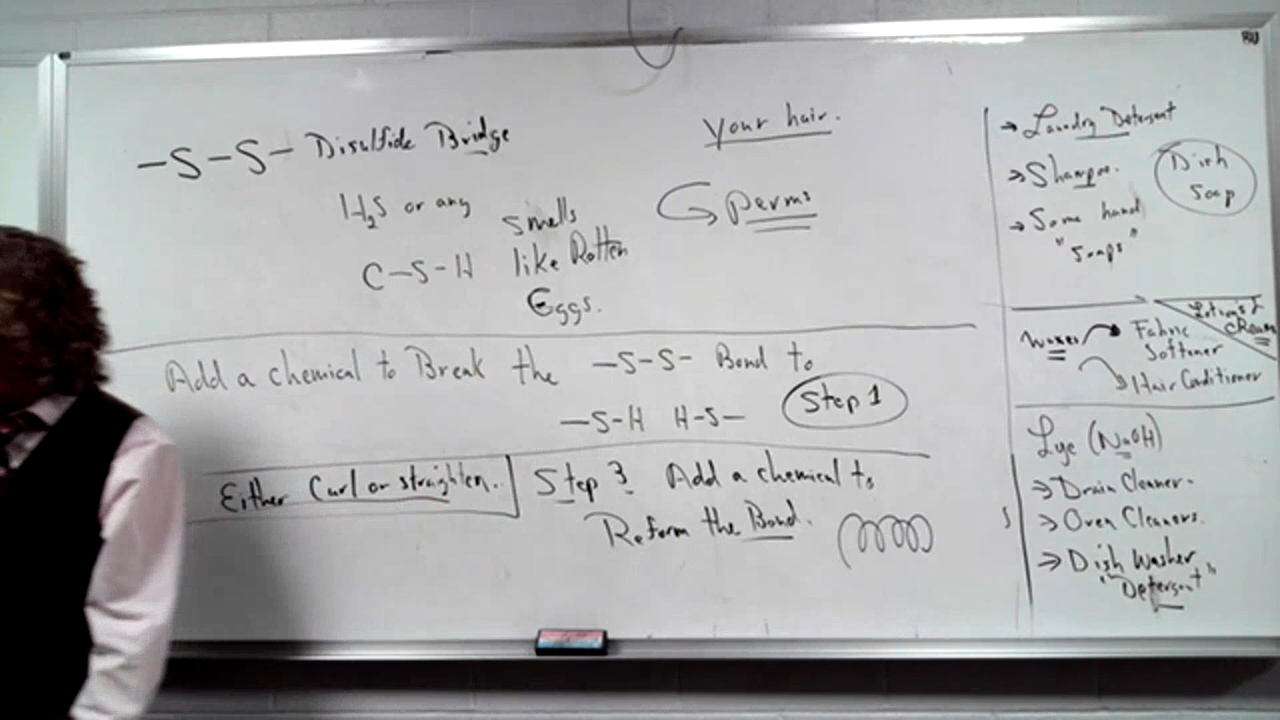 -S-S- Disulfide Bridge
H₂S or any
C-S-H
smells
like Rotten
Eggs.
your hair.
Perms
Add a chemical to Break the -S-S- Bond to
-S-H H-S-
Step 1
Either Curl or straighten.
Step 3 Add a chemical to
Reform the Bond.
→ Laundry Detergent
→ Shampoo.
→ Some hand
"Soaps"
Dish
Soap
Waxes → Fabric
Softener
→ Hair Conditioner
Lotions &
Creams
Lye (NaOH)
⇒ Drain Cleaner.
⇒ Oven Cleaners.
⇒ Dish Washer
"Detergent"